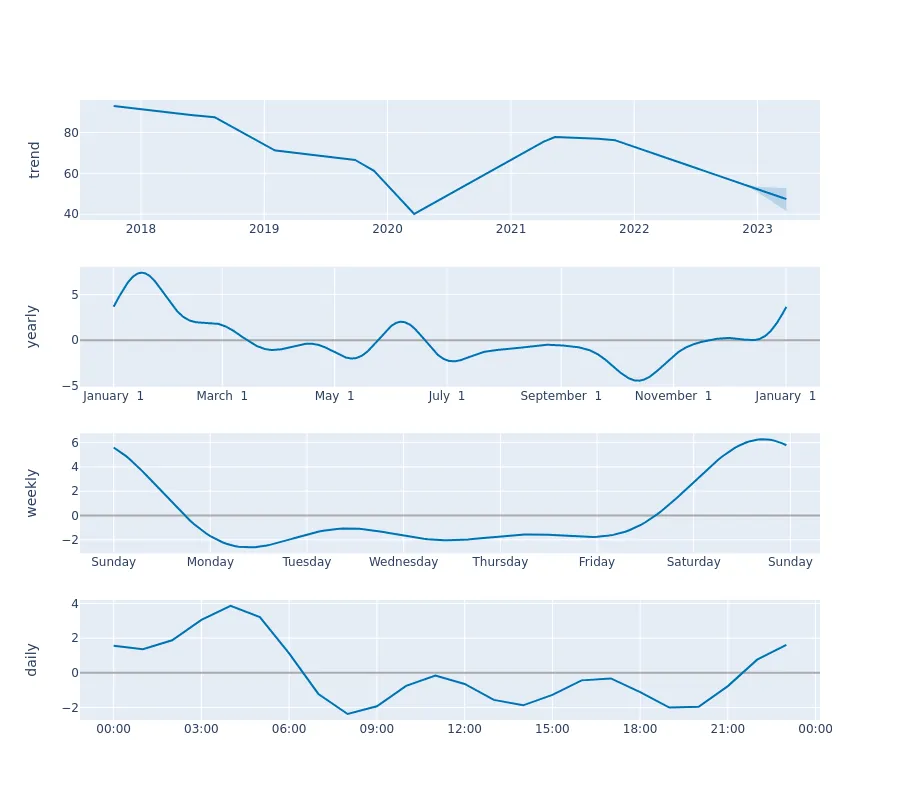 trend
80
60
40
2018 2019 2020 2021 2022 2023
yearly
5
0
−5
January 1 March 1 May 1 July 1 September 1 November 1 January 1
weekly
6
4
2
0
−2
Sunday Monday Tuesday Wednesday Thursday Friday Saturday Sunday
daily
4
2
0
−2
00:00 03:00 06:00 09:00 12:00 15:00 18:00 21:00 00:00